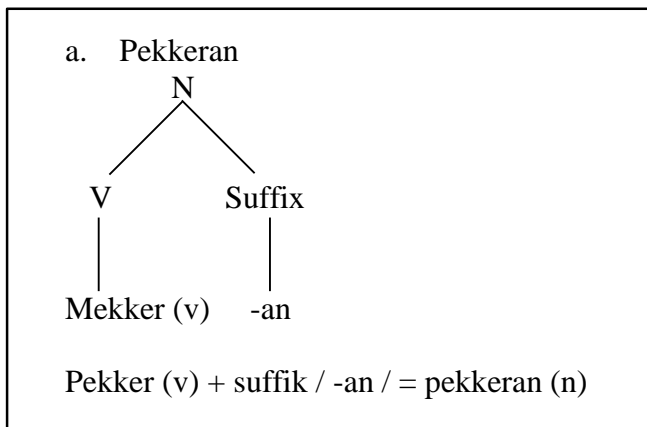 a. Pekkeran
N
V Suffix
Mekker (v) -an
Pekker (v) + suffik / -an / = pekkeran (n)